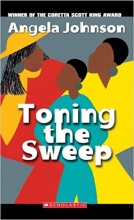 WINNER OF THE CORETTA SCOTT KING AWARD
Angela Johnson
Toning
the Sweep
SCHOLASTIC